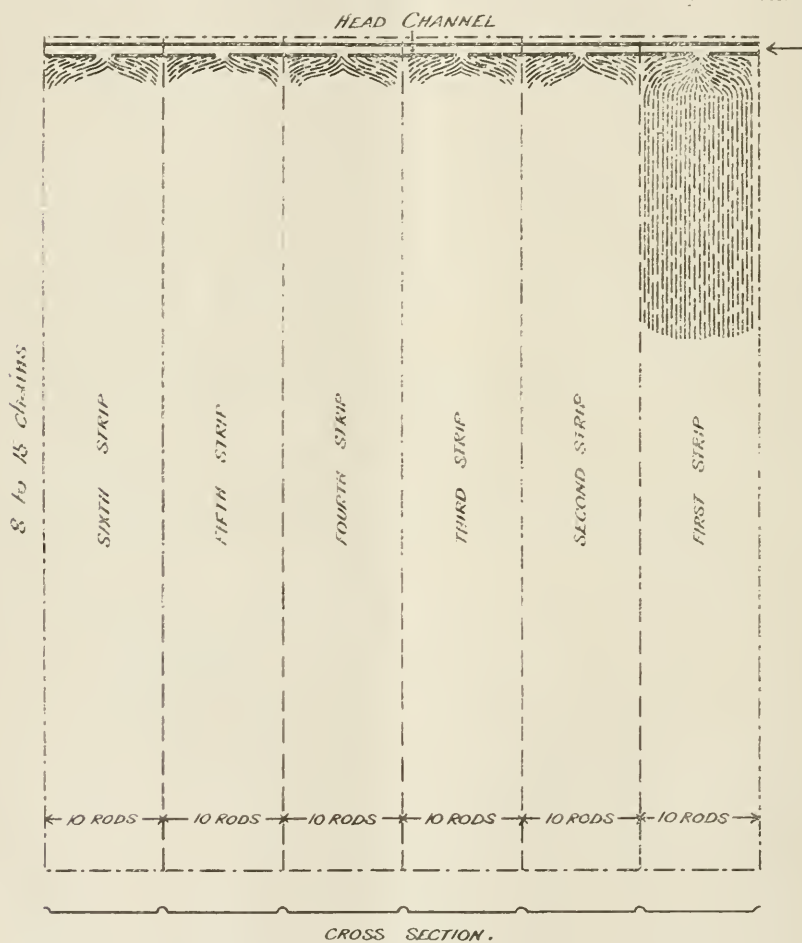 HEAD CHANNEL
8 to 15 chains
SIXTH STRIP
FIFTH STRIP
FOURTH STRIP
THIRD STRIP
SECOND STRIP
FIRST STRIP
10 RODS 10 RODS 10 RODS 10 RODS 10 RODS 10 RODS
CROSS SECTION.